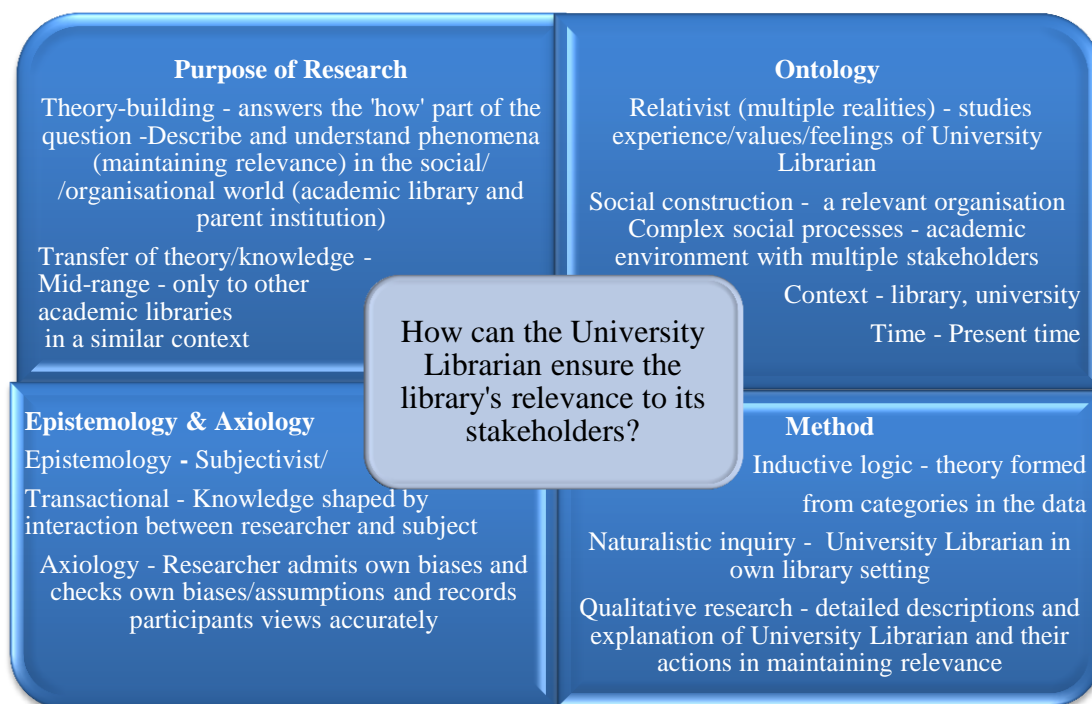 Purpose of Research
Theory-building - answers the 'how' part of the
question -Describe and understand phenomena
(maintaining relevance) in the social/
/organisational world (academic library and
parent institution)
Transfer of theory/knowledge -
Mid-range - only to other
academic libraries
in a similar context
Ontology
Relativist (multiple realities) - studies
experience/values/feelings of University
Librarian
Social construction - a relevant organisation
Complex social processes - academic
environment with multiple stakeholders
Context - library, university
Time - Present time
How can the University
Librarian ensure the
library's relevance to its
stakeholders?
Epistemology & Axiology
Epistemology - Subjectivist/
Transactional - Knowledge shaped by
interaction between researcher and subject
Axiology - Researcher admits own biases and
checks own biases/assumptions and records
participants views accurately
Method
Inductive logic - theory formed
from categories in the data
Naturalistic inquiry - University Librarian in
own library setting
Qualitative research - detailed descriptions and
explanation of University Librarian and their
actions in maintaining relevance